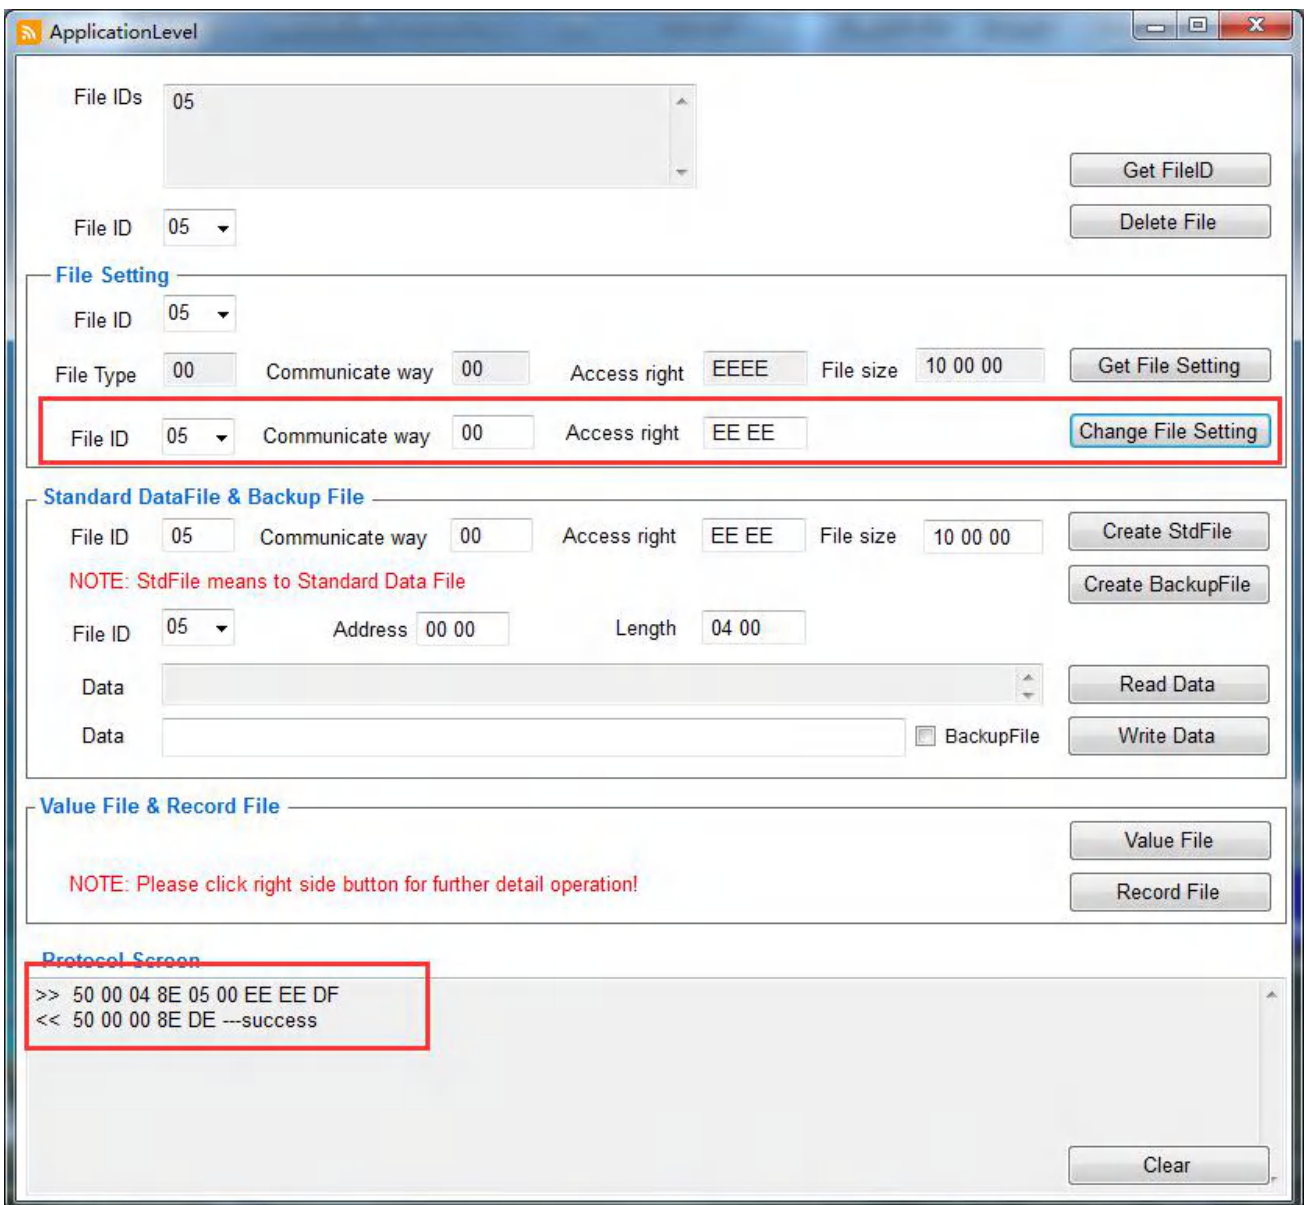 ApplicationLevel
File IDs 05
Get FileID
File ID 05
Delete File
File Setting
File ID 05
File Type 00 Communicate way 00 Access right EEEE File size 10 00 00 Get File Setting
File ID 05 Communicate way 00 Access right EE EE Change File Setting
Standard DataFile & Backup File
File ID 05 Communicate way 00 Access right EE EE File size 10 00 00 Create StdFile
NOTE: StdFile means to Standard Data File
Create BackupFile
File ID 05 Address 00 00 Length 04 00
Data Read Data
Data BackupFile Write Data
Value File & Record File
Value File
NOTE: Please click right side button for further detail operation!
Record File
Protocol Screen
>> 50 00 04 8E 05 00 EE EE DF
<< 50 00 00 8E DE ---success
Clear